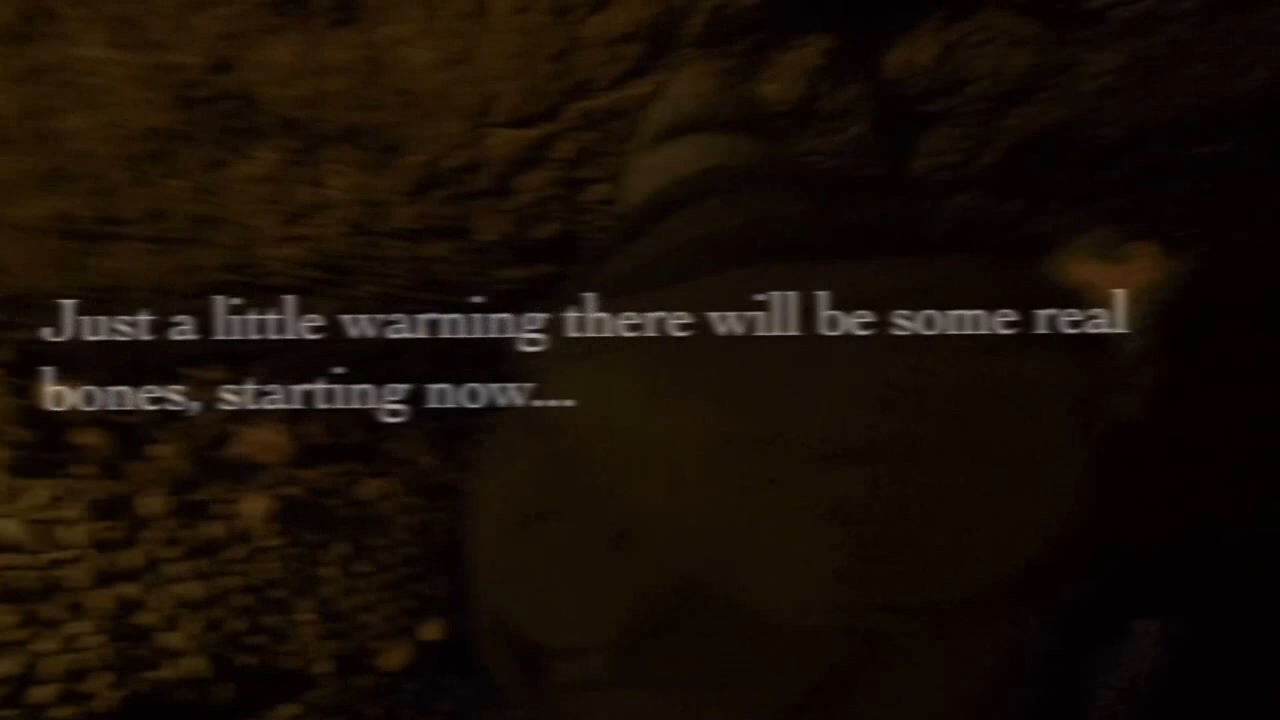 Just a little warning there will be some real
bones, starting now...